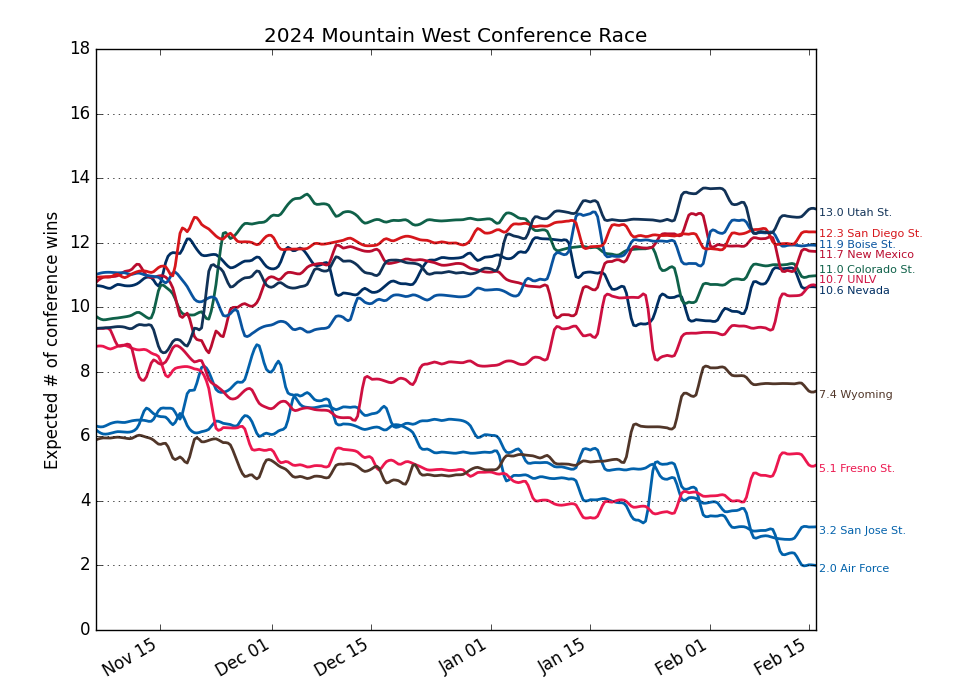 2024 Mountain West Conference Race
Expected # of conference wins
18
16
14
12
10
8
6
4
2
0
13.0 Utah St.
12.3 San Diego St.
11.9 Boise St.
11.7 New Mexico
11.0 Colorado St.
10.7 UNLV
10.6 Nevada
7.4 Wyoming
5.1 Fresno St.
3.2 San Jose St.
2.0 Air Force
Nov 15
Dec 01
Dec 15
Jan 01
Jan 15
Feb 01
Feb 15